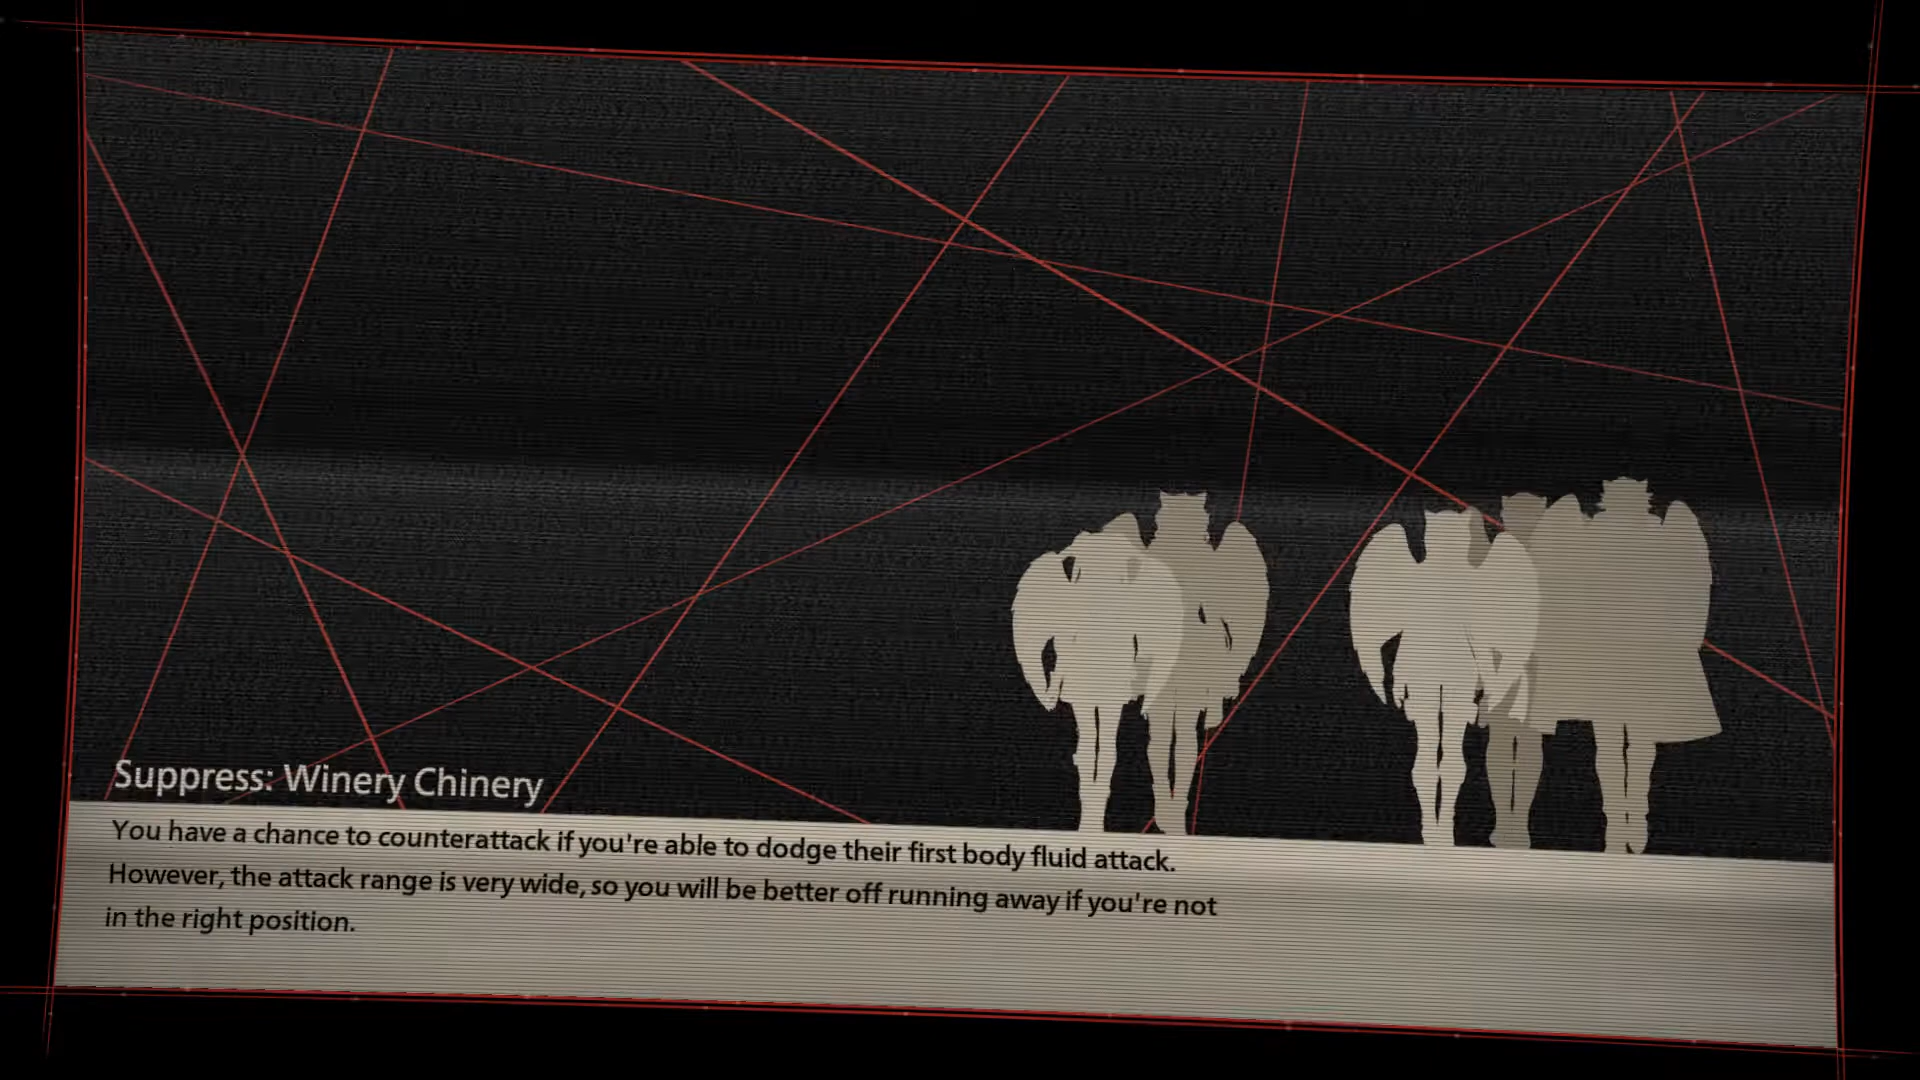 Suppress: Winery Chinery
You have a chance to counterattack if you're able to dodge their first body fluid attack.
However, the attack range is very wide, so you will be better off running away if you're not
in the right position.